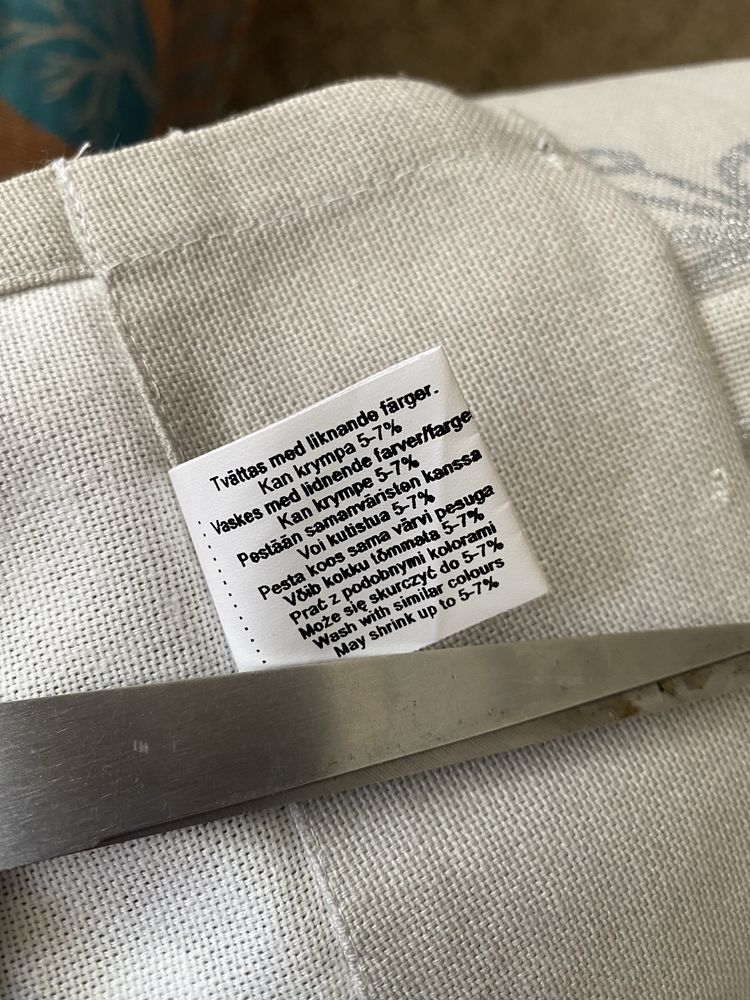 Tvättas med liknande färger.
Kan krympa 5-7%
Vaskes med lidnende farver/farge
Kan krympe 5-7%
Pestään samanväristen kanssa
Voi kutistua 5-7%
Pesta koos sama värvi pesuga
Võib kokku tõmmata 5-7%
Prać z podobnymi kolorami
Może się skurczyć do 5-7%
Wash with similar colours
May shrink up to 5-7%